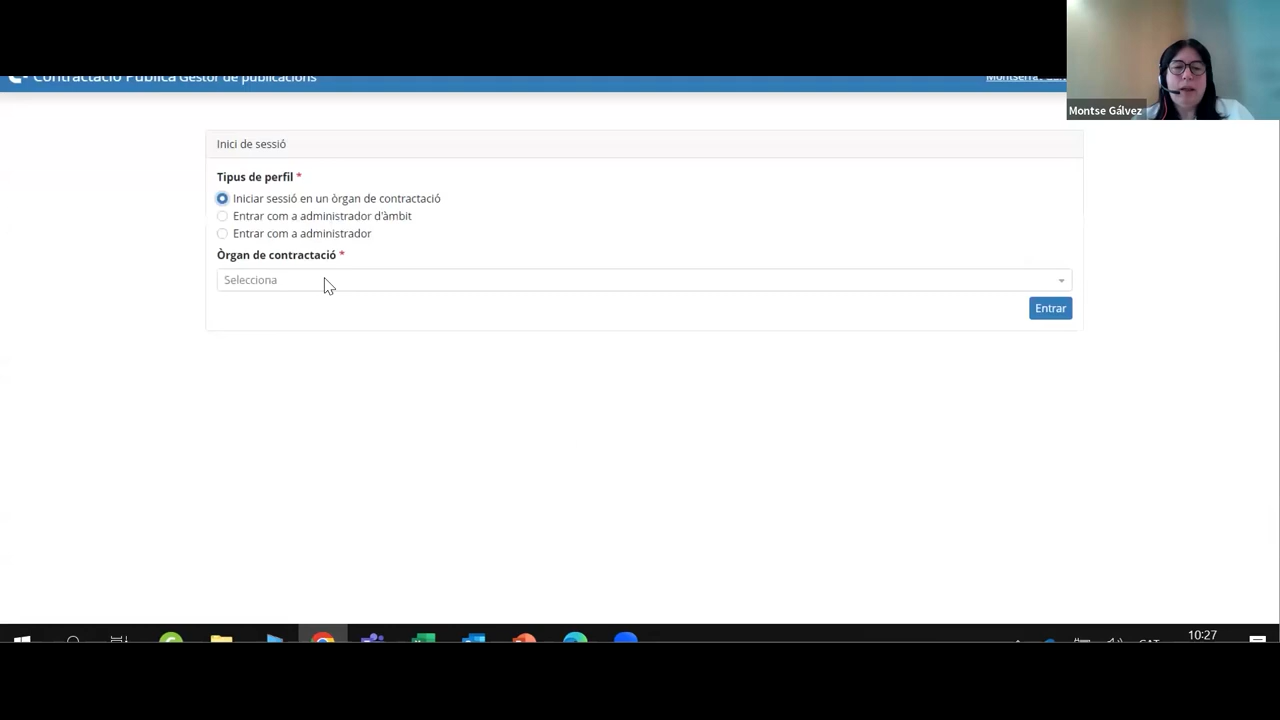 Contractació Pública Gestor de publicacions
Montse Gálvez
Inici de sessió
Tipus de perfil *
Iniciar sessió en un òrgan de contractació
Entrar com a administrador d'àmbit
Entrar com a administrador
Òrgan de contractació *
Selecciona
Entrar
10:27